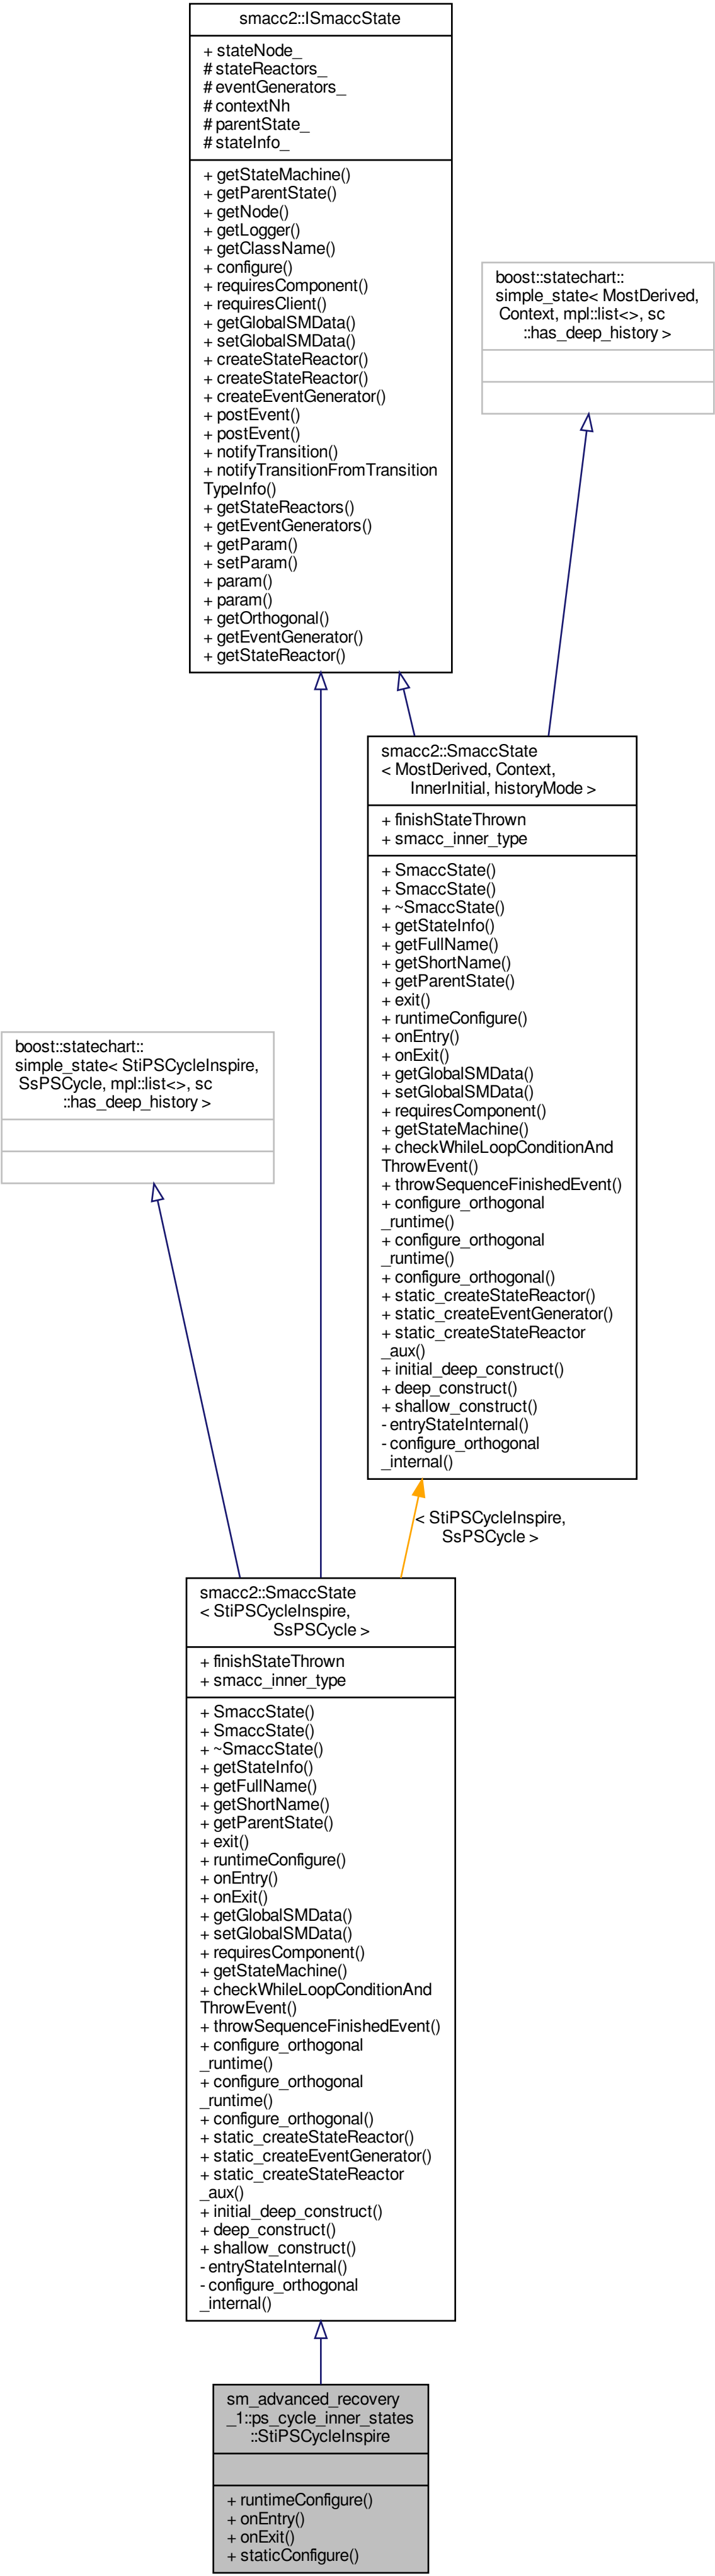 smacc2::ISmaccState
+ stateNode_
# stateReactors_
# eventGenerators_
# contextNh
# parentState_
# stateInfo_
+ getStateMachine()
+ getParentState()
+ getNode()
+ getLogger()
+ getClassName()
+ configure()
+ requiresComponent()
+ requiresClient()
+ getGlobalSMData()
+ setGlobalSMData()
+ createStateReactor()
+ createStateReactor()
+ createEventGenerator()
+ postEvent()
+ postEvent()
+ notifyTransition()
+ notifyTransitionFromTransition
TypeInfo()
+ getStateReactors()
+ getEventGenerators()
+ getParam()
+ setParam()
+ param()
+ param()
+ getOrthogonal()
+ getEventGenerator()
+ getStateReactor()
boost::statechart::
simple_state< MostDerived,
Context, mpl::list<>, sc
::has_deep_history >
smacc2::SmaccState
< MostDerived, Context,
InnerInitial, historyMode >
+ finishStateThrown
+ smacc_inner_type
+ SmaccState()
+ SmaccState()
+ ~SmaccState()
+ getStateInfo()
+ getFullName()
+ getShortName()
+ getParentState()
+ exit()
+ runtimeConfigure()
+ onEntry()
+ onExit()
+ getGlobalSMData()
+ setGlobalSMData()
+ requiresComponent()
+ getStateMachine()
+ checkWhileLoopConditionAnd
ThrowEvent()
+ throwSequenceFinishedEvent()
+ configure_orthogonal
_runtime()
+ configure_orthogonal
_runtime()
+ configure_orthogonal()
+ static_createStateReactor()
+ static_createEventGenerator()
+ static_createStateReactor
_aux()
+ initial_deep_construct()
+ deep_construct()
+ shallow_construct()
- entryStateInternal()
- configure_orthogonal
_internal()
boost::statechart::
simple_state< StiPSCycleInspire,
SsPSCycle, mpl::list<>, sc
::has_deep_history >
< StiPSCycleInspire,
SsPSCycle >
smacc2::SmaccState
< StiPSCycleInspire,
SsPSCycle >
+ finishStateThrown
+ smacc_inner_type
+ SmaccState()
+ SmaccState()
+ ~SmaccState()
+ getStateInfo()
+ getFullName()
+ getShortName()
+ getParentState()
+ exit()
+ runtimeConfigure()
+ onEntry()
+ onExit()
+ getGlobalSMData()
+ setGlobalSMData()
+ requiresComponent()
+ getStateMachine()
+ checkWhileLoopConditionAnd
ThrowEvent()
+ throwSequenceFinishedEvent()
+ configure_orthogonal
_runtime()
+ configure_orthogonal
_runtime()
+ configure_orthogonal()
+ static_createStateReactor()
+ static_createEventGenerator()
+ static_createStateReactor
_aux()
+ initial_deep_construct()
+ deep_construct()
+ shallow_construct()
- entryStateInternal()
- configure_orthogonal
_internal()
sm_advanced_recovery
_1::ps_cycle_inner_states
::StiPSCycleInspire
+ runtimeConfigure()
+ onEntry()
+ onExit()
+ staticConfigure()